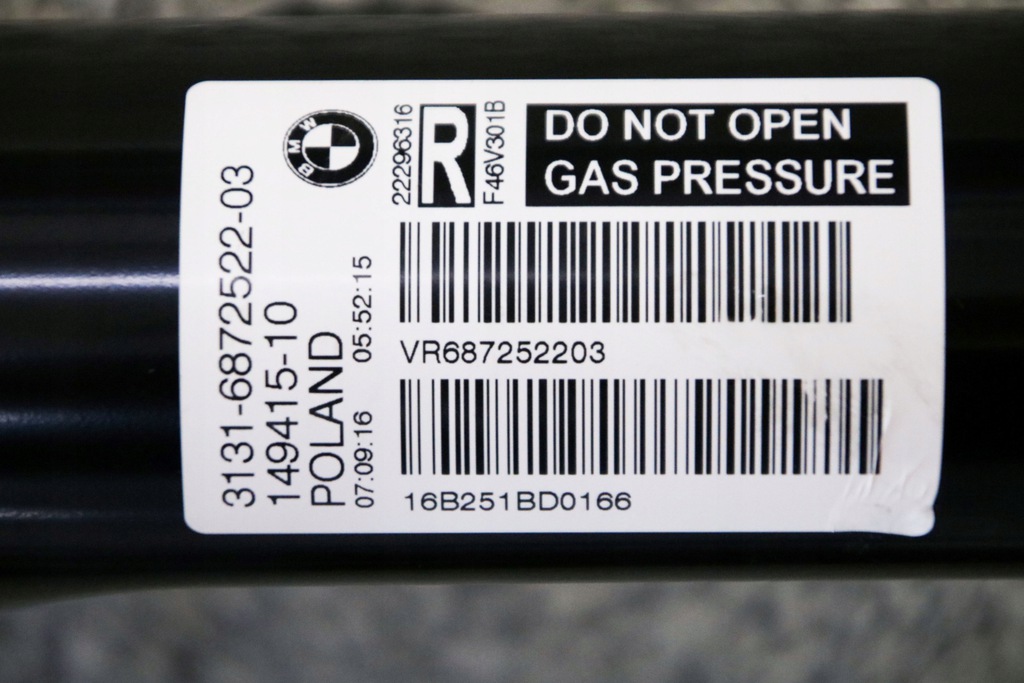 3131-6872522-03
149415-10
POLAND
07:09:16 05:52:15
BMW
22296316
R
F46V301B
DO NOT OPEN
GAS PRESSURE
VR687252203
16B251BD0166